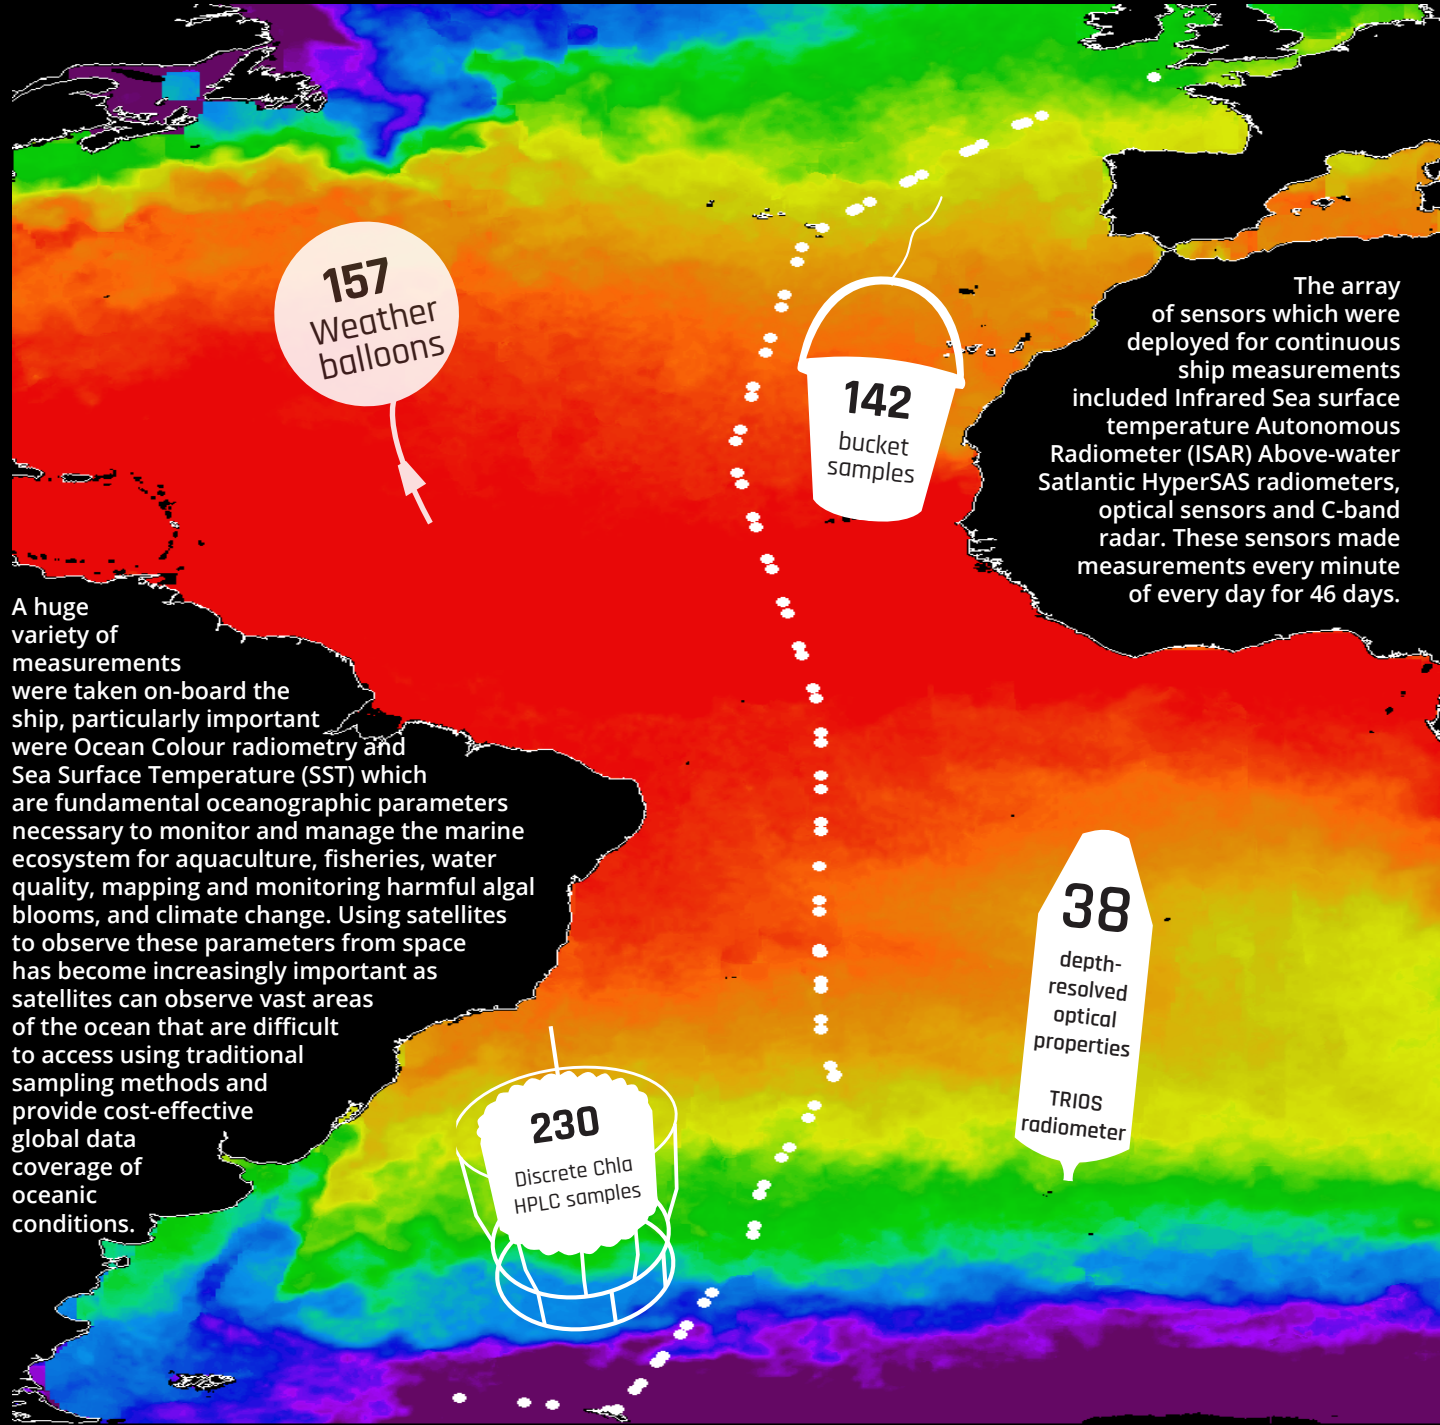 157
Weather
balloons
142
bucket
samples
The array
of sensors which were
deployed for continuous
ship measurements
included Infrared Sea surface
temperature Autonomous
Radiometer (ISAR) Above-water
Satlantic HyperSAS radiometers,
optical sensors and C-band
radar. These sensors made
measurements every minute
of every day for 46 days.
A huge
variety of
measurements
were taken on-board the
ship, particularly important
were Ocean Colour radiometry and
Sea Surface Temperature (SST) which
are fundamental oceanographic parameters
necessary to monitor and manage the marine
ecosystem for aquaculture, fisheries, water
quality, mapping and monitoring harmful algal
blooms, and climate change. Using satellites
to observe these parameters from space
has become increasingly important as
satellites can observe vast areas
of the ocean that are difficult
to access using traditional
sampling methods and
provide cost-effective
global data
coverage of
oceanic
conditions.
38
depth-
resolved
optical
properties
TRIOS
radiometer
230
Discrete Chla
HPLC samples